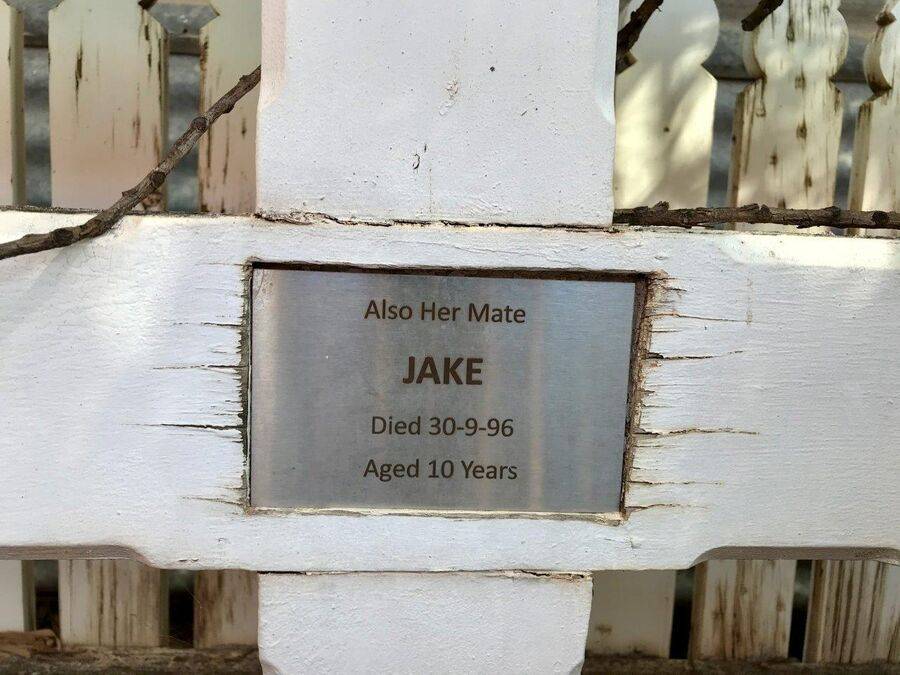 Also Her Mate
JAKE
Died 30-9-96
Aged 10 Years